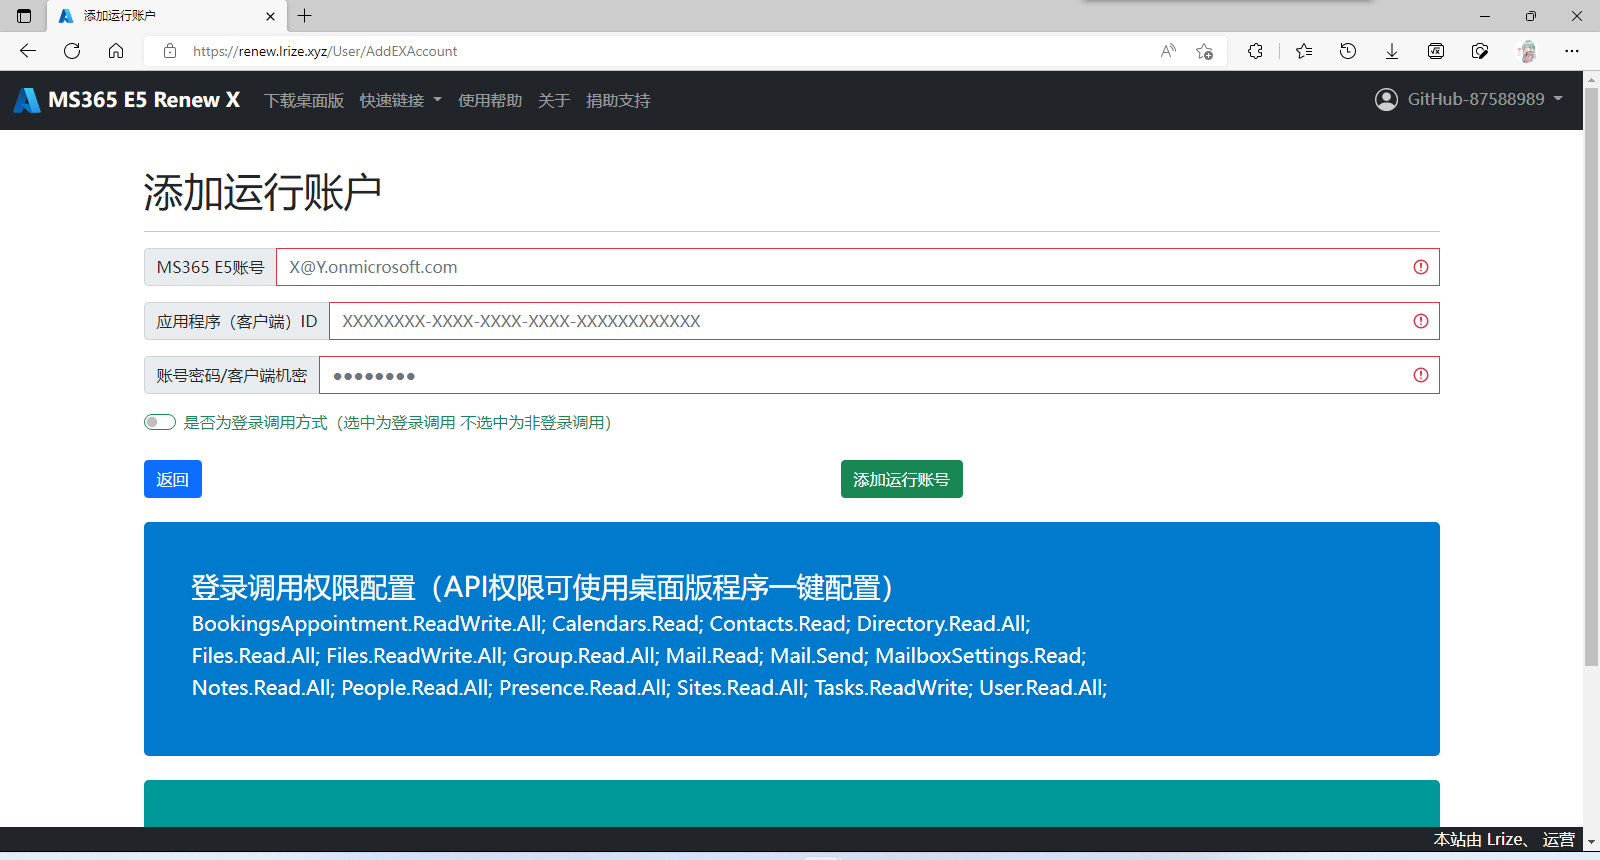 添加运行账户
https://renew.lrize.xyz/User/AddEXAccount
MS365 E5 Renew X 下载桌面版 快速链接 使用帮助 关于 捐助支持 GitHub-87588989
添加运行账户
MS365 E5账号 X@Y.onmicrosoft.com
应用程序（客户端）ID XXXXXXXX-XXXX-XXXX-XXXX-XXXXXXXXXXXX
账号密码/客户端机密 ●●●●●●●●
是否为登录调用方式（选中为登录调用 不选中为非登录调用）
返回 添加运行账号
登录调用权限配置（API权限可使用桌面版程序一键配置）
BookingsAppointment.ReadWrite.All; Calendars.Read; Contacts.Read; Directory.Read.All;
Files.Read.All; Files.ReadWrite.All; Group.Read.All; Mail.Read; Mail.Send; MailboxSettings.Read;
Notes.Read.All; People.Read.All; Presence.Read.All; Sites.Read.All; Tasks.ReadWrite; User.Read.All;
本站由 Lrize、 运营